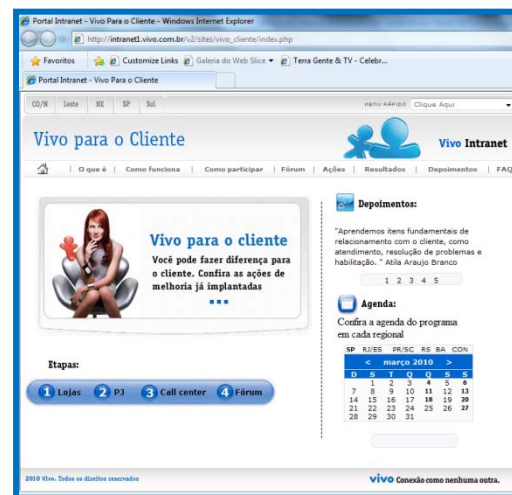 Portal Intranet - Vivo Para o Cliente - Windows Internet Explorer
http://intranet1.vivo.com.br/v2/sites/vivo_cliente/index.php
Favoritos Customize Links Galeria do Web Slice Terra Gente & TV - Celebr...
Portal Intranet - Vivo Para o Cliente
CO/N Leste NE SP Sul MENU RÁPIDO Clique Aqui
Vivo para o Cliente
Vivo Intranet
| O que é | Como funciona | Como participar | Fórum | Ações | Resultados | Depoimentos | FAQ
Vivo para o cliente
Você pode fazer diferença para
o cliente. Confira as ações de
melhoria já implantadas
Etapas:
1 Lojas 2 PJ 3 Call center 4 Fórum
Depoimentos:
"Aprendemos itens fundamentais de
relacionamento com o cliente, como
atendimento, resolução de problemas e
habilitação. " Atila Araujo Branco
1 2 3 4 5
Agenda:
Confira a agenda do programa
em cada regional
SP RJ/ES PR/SC RS BA CON
< março 2010 >
D S T Q Q S S
1 2 3 4 5 6
7 8 9 10 11 12 13
14 15 16 17 18 19 20
21 22 23 24 25 26 27
28 29 30 31
2010 Vivo. Todos os direitos reservados
vivo Conexão como nenhuma outra.